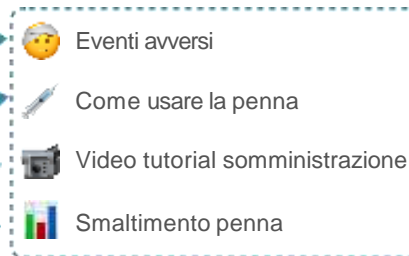 Eventi avversi
Come usare la penna
Video tutorial somministrazione
Smaltimento penna